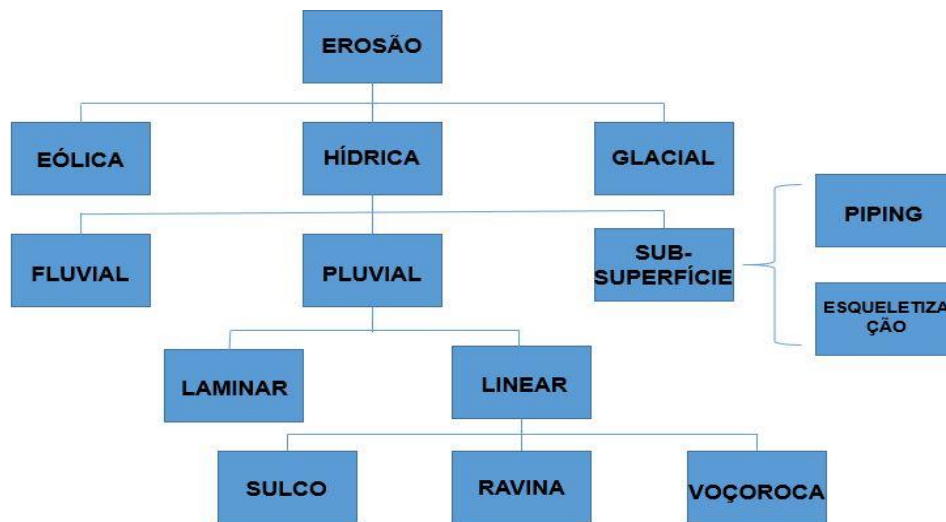 EROSÃO
EÓLICA
HÍDRICA
GLACIAL
FLUVIAL
PLUVIAL
SUB-
SUPERFÍCIE
PIPING
ESQUELETIZA
ÇÃO
LAMINAR
LINEAR
SULCO
RAVINA
VOÇOROCA